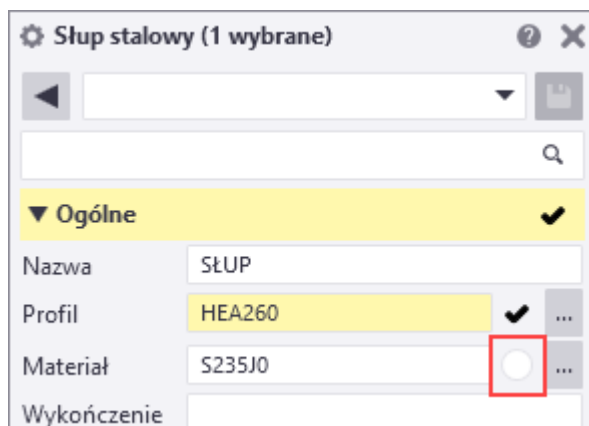 Słup stalowy (1 wybrane)
Ogólne
Nazwa SŁUP
Profil HEA260 ...
Materiał S235J0 ...
Wykończenie